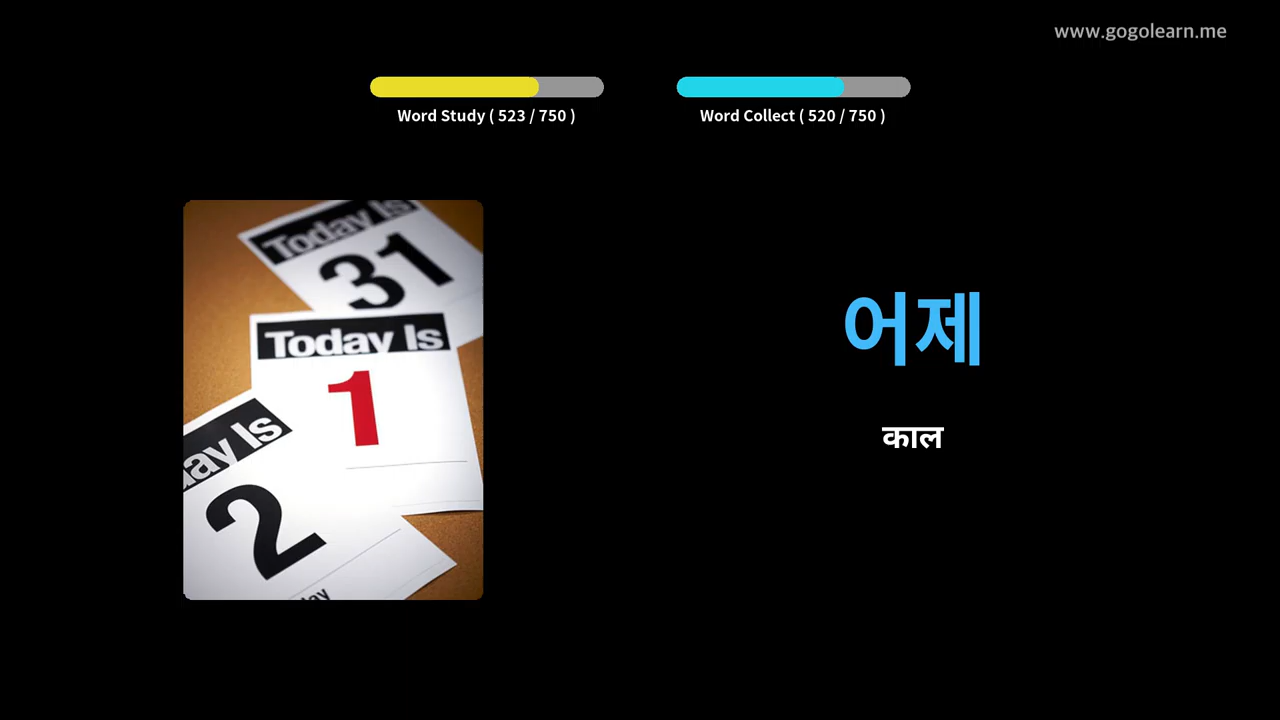 www.gogolearn.me
Word Study ( 523 / 750 )
Word Collect ( 520 / 750 )
Today Is
31
Today Is
1
ay Is
2
ay
어제
काल